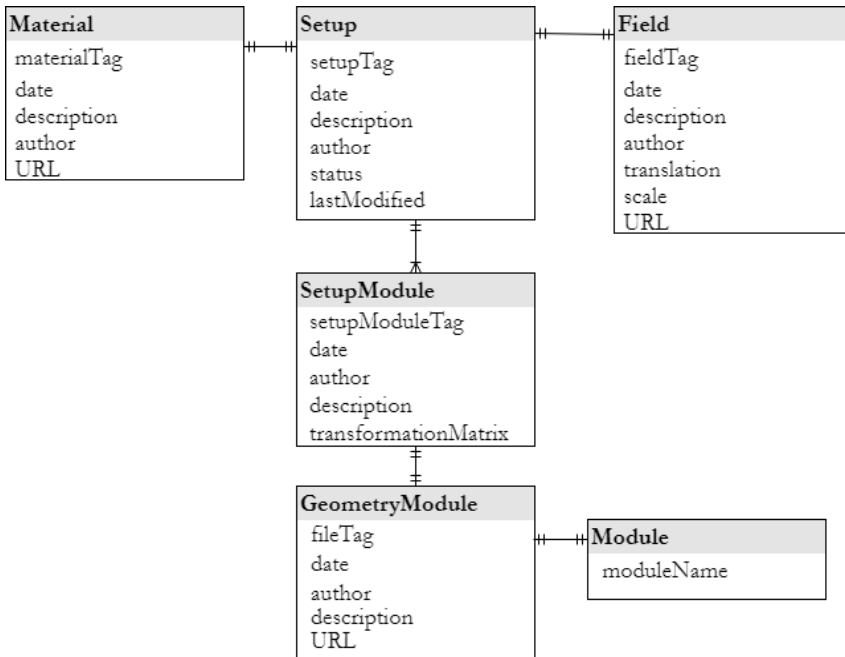 Material
materialTag
date
description
author
URL
Setup
setupTag
date
description
author
status
lastModified
Field
fieldTag
date
description
author
translation
scale
URL
SetupModule
setupModuleTag
date
author
description
transformationMatrix
GeometryModule
fileTag
date
author
description
URL
Module
moduleName